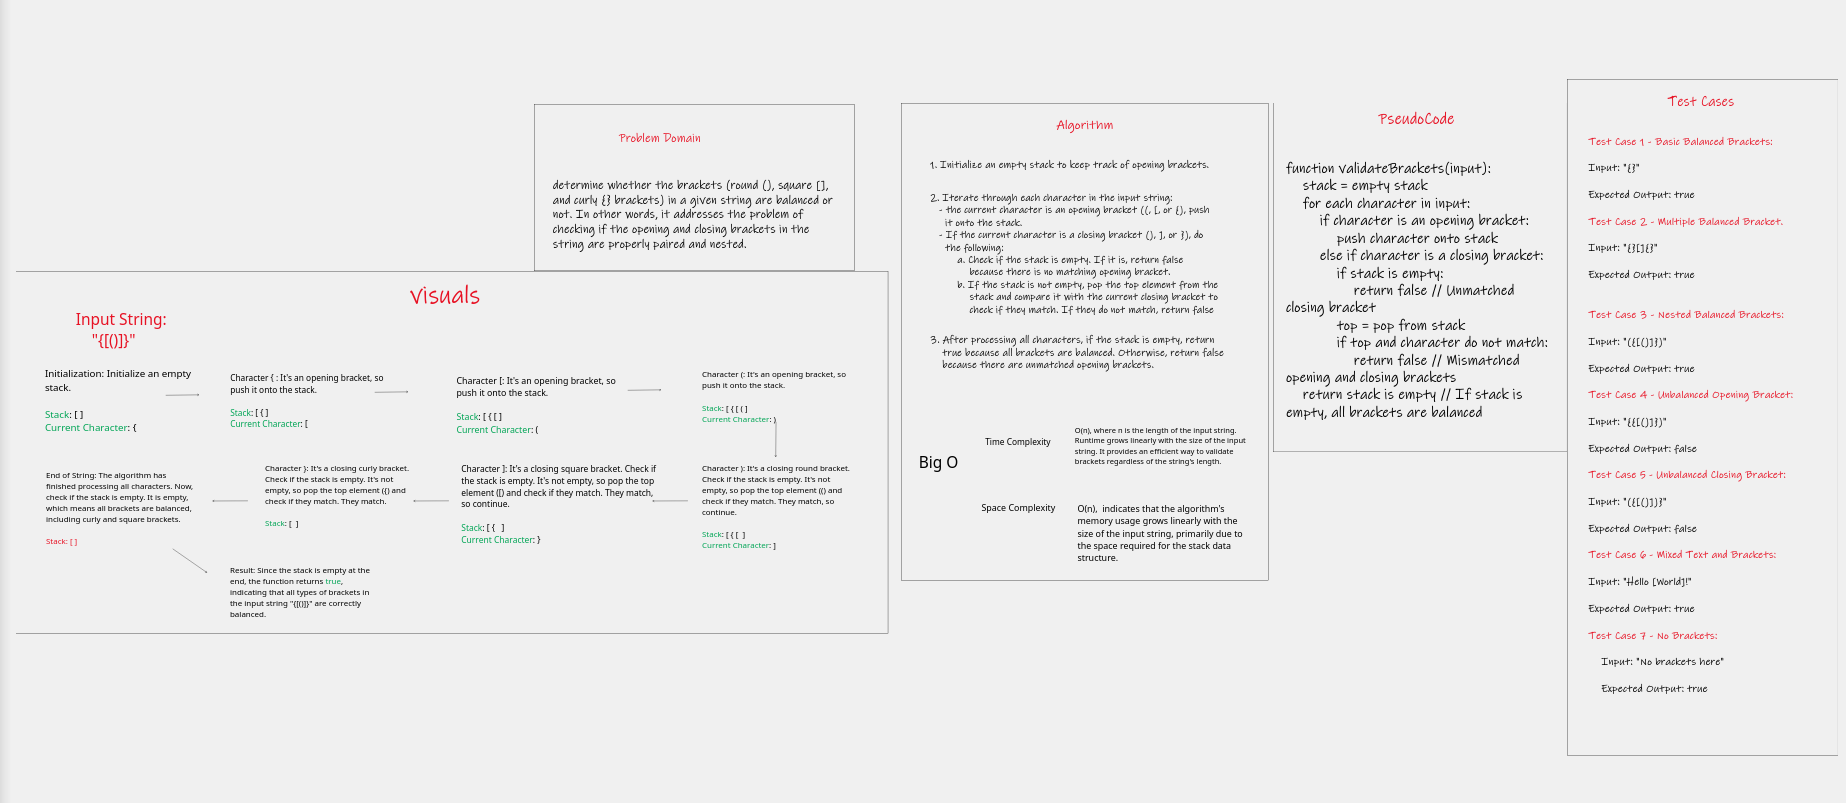 Problem Domain
determine whether the brackets (round (), square [],
and curly {} brackets) in a given string are balanced or
not. In other words, it addresses the problem of
checking if the opening and closing brackets in the
string are properly paired and nested.
Visuals
Input String:
"{[()]}"
Initialization: Initialize an empty
stack.
Stack: [ ]
Current Character: {
Character { : It's an opening bracket, so
push it onto the stack.
Stack: [ { ]
Current Character: [
Character [: It's an opening bracket, so
push it onto the stack.
Stack: [ { [ ]
Current Character: (
Character (: It's an opening bracket, so
push it onto the stack.
Stack: [ { [ ( ]
Current Character: )
Character ): It's a closing round bracket.
Check if the stack is empty. It's not
empty, so pop the top element (() and
check if they match. They match, so
continue.
Stack: [ { [  ]
Current Character: ]
Character ]: It's a closing square bracket. Check if
the stack is empty. It's not empty, so pop the top
element ([) and check if they match. They match,
so continue.
Stack: [ {   ]
Current Character: }
Character }: It's a closing curly bracket.
Check if the stack is empty. It's not
empty, so pop the top element ({) and
check if they match. They match.
Stack: [  ]
End of String: The algorithm has
finished processing all characters. Now,
check if the stack is empty. It is empty,
which means all brackets are balanced,
including curly and square brackets.
Stack: [ ]
Result: Since the stack is empty at the
end, the function returns true,
indicating that all types of brackets in
the input string "{[()]}" are correctly
balanced.
Algorithm
1. Initialize an empty stack to keep track of opening brackets.
2. Iterate through each character in the input string:
- the current character is an opening bracket ((, [, or {), push
it onto the stack.
- If the current character is a closing bracket (), ], or }), do
the following:
a. Check if the stack is empty. If it is, return false
because there is no matching opening bracket.
b. If the stack is not empty, pop the top element from the
stack and compare it with the current closing bracket to
check if they match. If they do not match, return false
3. After processing all characters, if the stack is empty, return
true because all brackets are balanced. Otherwise, return false
because there are unmatched opening brackets.
Big O
Time Complexity
O(n), where n is the length of the input string.
Runtime grows linearly with the size of the input
string. It provides an efficient way to validate
brackets regardless of the string's length.
Space Complexity
O(n),  indicates that the algorithm's
memory usage grows linearly with the
size of the input string, primarily due to
the space required for the stack data
structure.
PseudoCode
function validateBrackets(input):
stack = empty stack
for each character in input:
if character is an opening bracket:
push character onto stack
else if character is a closing bracket:
if stack is empty:
return false // Unmatched
closing bracket
top = pop from stack
if top and character do not match:
return false // Mismatched
opening and closing brackets
return stack is empty // If stack is
empty, all brackets are balanced
Test Cases
Test Case 1 - Basic Balanced Brackets:
Input: "{}"
Expected Output: true
Test Case 2 - Multiple Balanced Bracket.
Input: "{}[]{}"
Expected Output: true
Test Case 3 - Nested Balanced Brackets:
Input: "({[()]})"
Expected Output: true
Test Case 4 - Unbalanced Opening Bracket:
Input: "({{[()]})"
Expected Output: false
Test Case 5 - Unbalanced Closing Bracket:
Input: "({{[()])}"
Expected Output: false
Test Case 6 - Mixed Text and Brackets:
Input: "Hello [World]!"
Expected Output: true
Test Case 7 - No Brackets:
Input: "No brackets here"
Expected Output: true